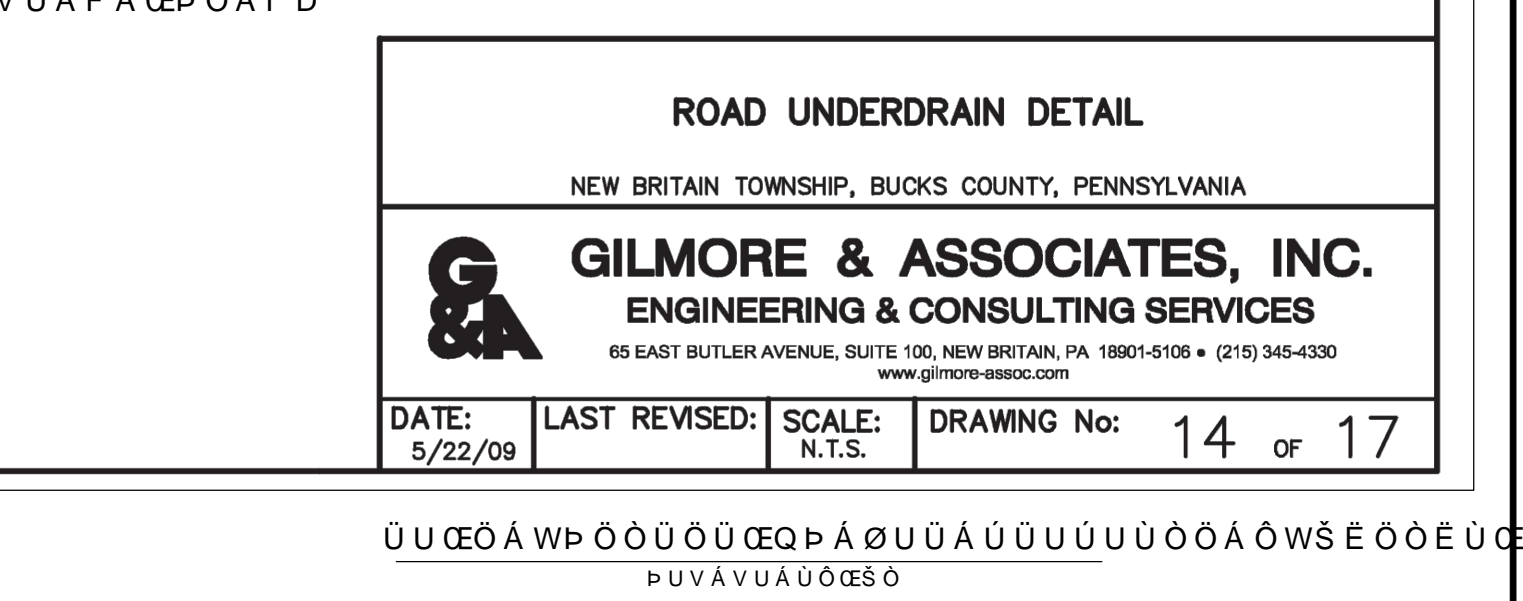 ROAD UNDERDRAIN DETAIL
NEW BRITAIN TOWNSHIP, BUCKS COUNTY, PENNSYLVANIA
G
&A
GILMORE & ASSOCIATES, INC.
ENGINEERING & CONSULTING SERVICES
65 EAST BUTLER AVENUE, SUITE 100, NEW BRITAIN, PA 18901-5106 • (215) 345-4330
www.gilmore-assoc.com
DATE:
5/22/09
LAST REVISED:
SCALE:
N.T.S.
DRAWING No: 14 OF 17
ÜUŒÖÁWÞÖÒÜÖÜŒQÞÁØUÜÁÚÜUÚUÙÒÖÁÔWŠËÖÒËÙŒ
ÞUVÁVUÁÙÔŒŠÒ